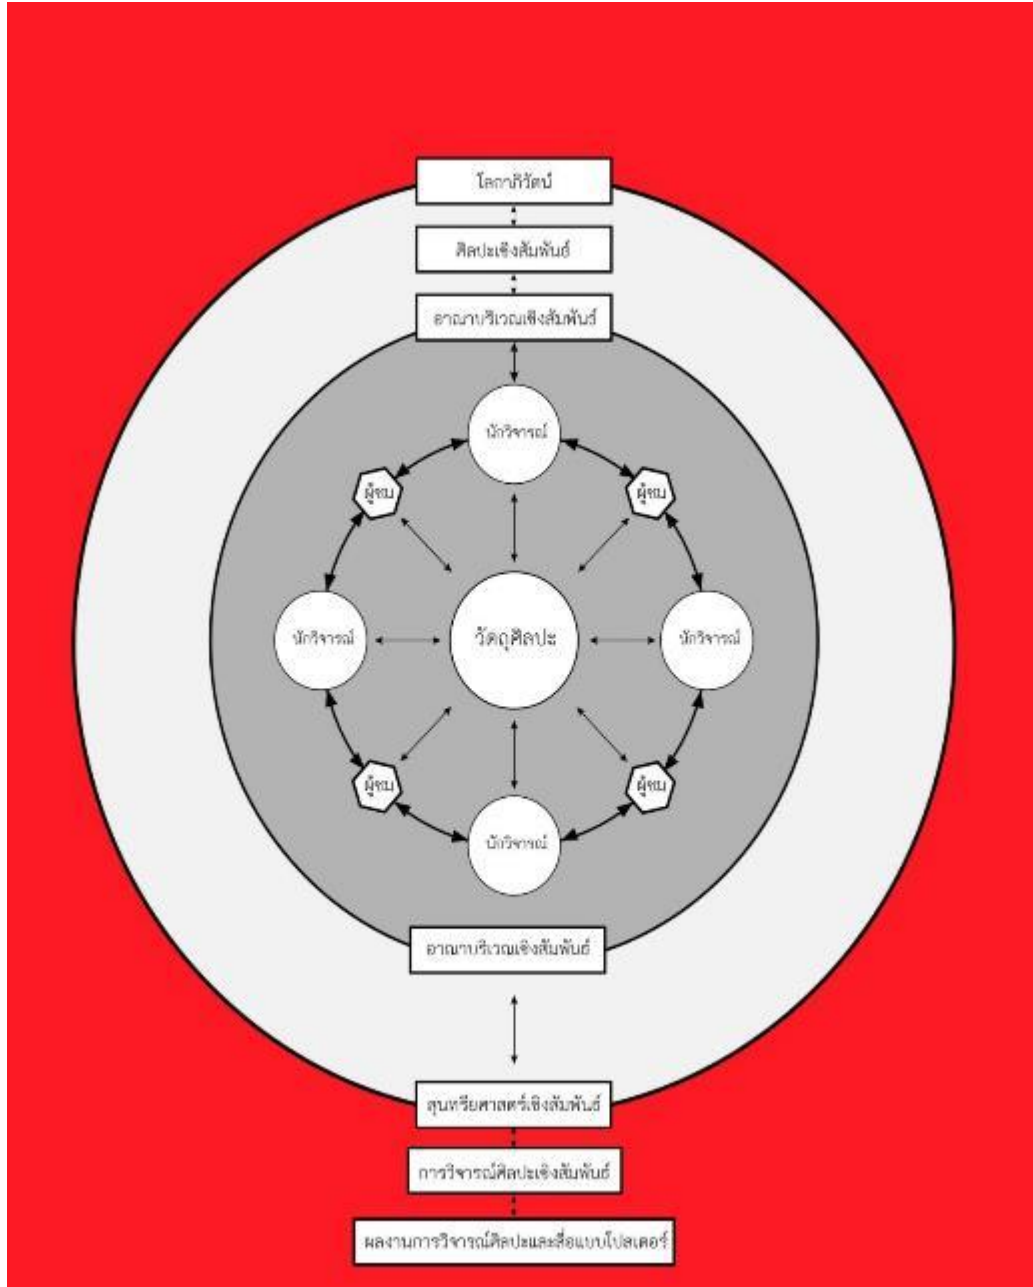 โลกาภิวัตน์
ศิลปะเชิงสัมพันธ์
อาณาบริเวณเชิงสัมพันธ์
นักวิจารณ์
ผู้ชม
ผู้ชม
นักวิจารณ์
วัตถุศิลปะ
นักวิจารณ์
ผู้ชม
ผู้ชม
นักวิจารณ์
อาณาบริเวณเชิงสัมพันธ์
สุนทรียศาสตร์เชิงสัมพันธ์
การวิจารณ์ศิลปะเชิงสัมพันธ์
ผลงานการวิจารณ์ศิลปะและสื่อแบบโปสเตอร์